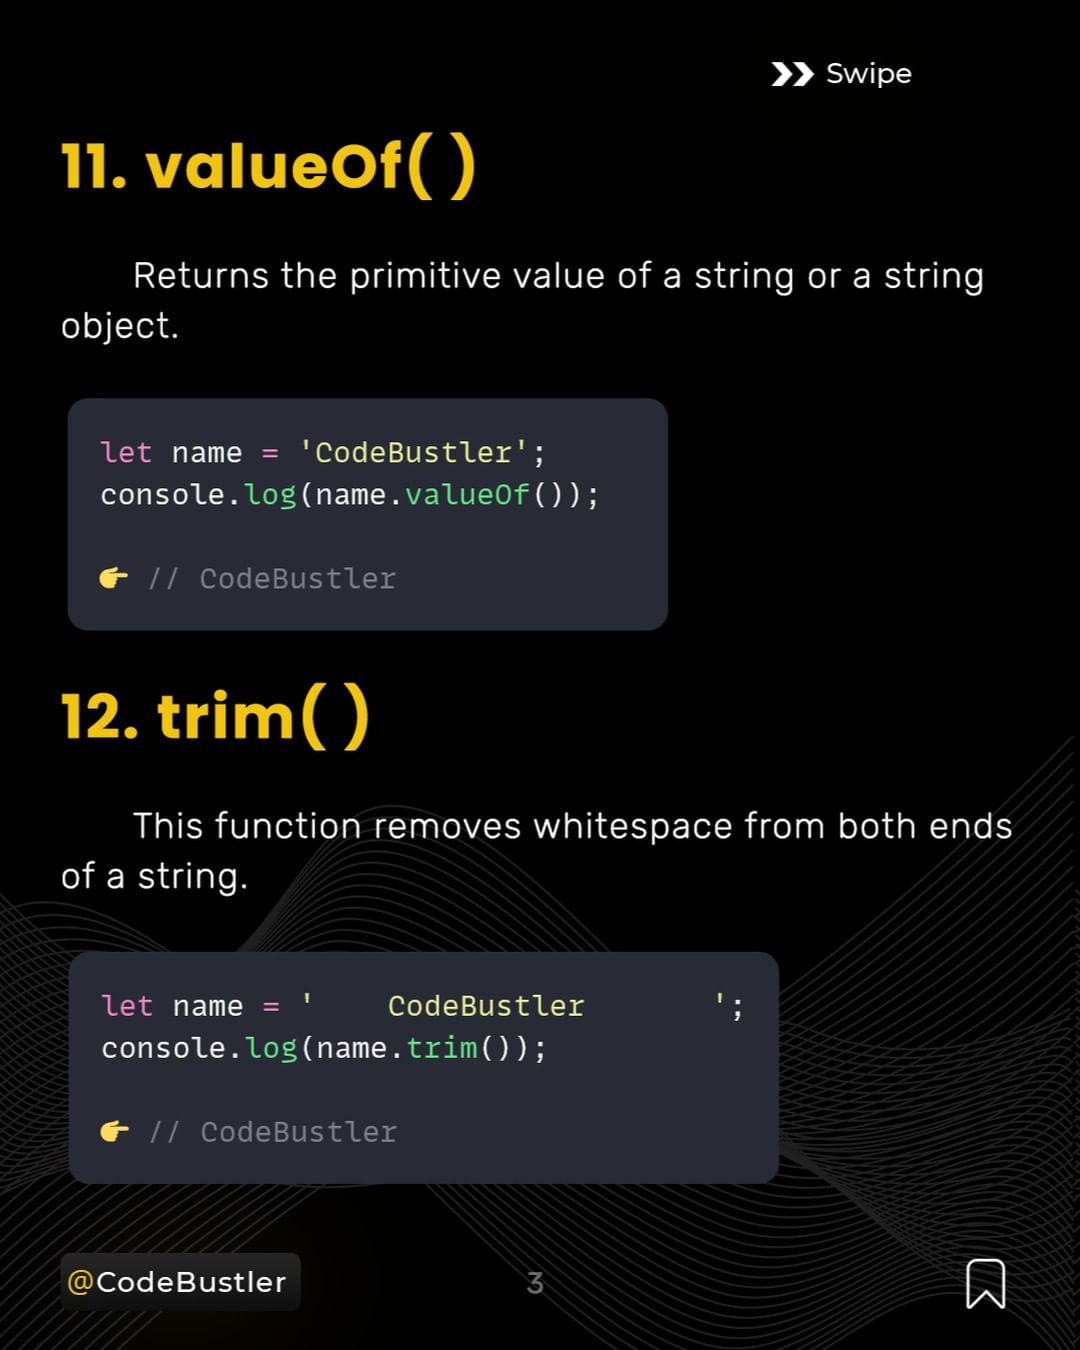 Swipe
11. valueOf( )
Returns the primitive value of a string or a string
object.
let name = 'CodeBustler';
console.log(name.valueOf());
👉 // CodeBustler
12. trim( )
This function removes whitespace from both ends
of a string.
let name = '    CodeBustler       ';
console.log(name.trim());
👉 // CodeBustler
@CodeBustler
3